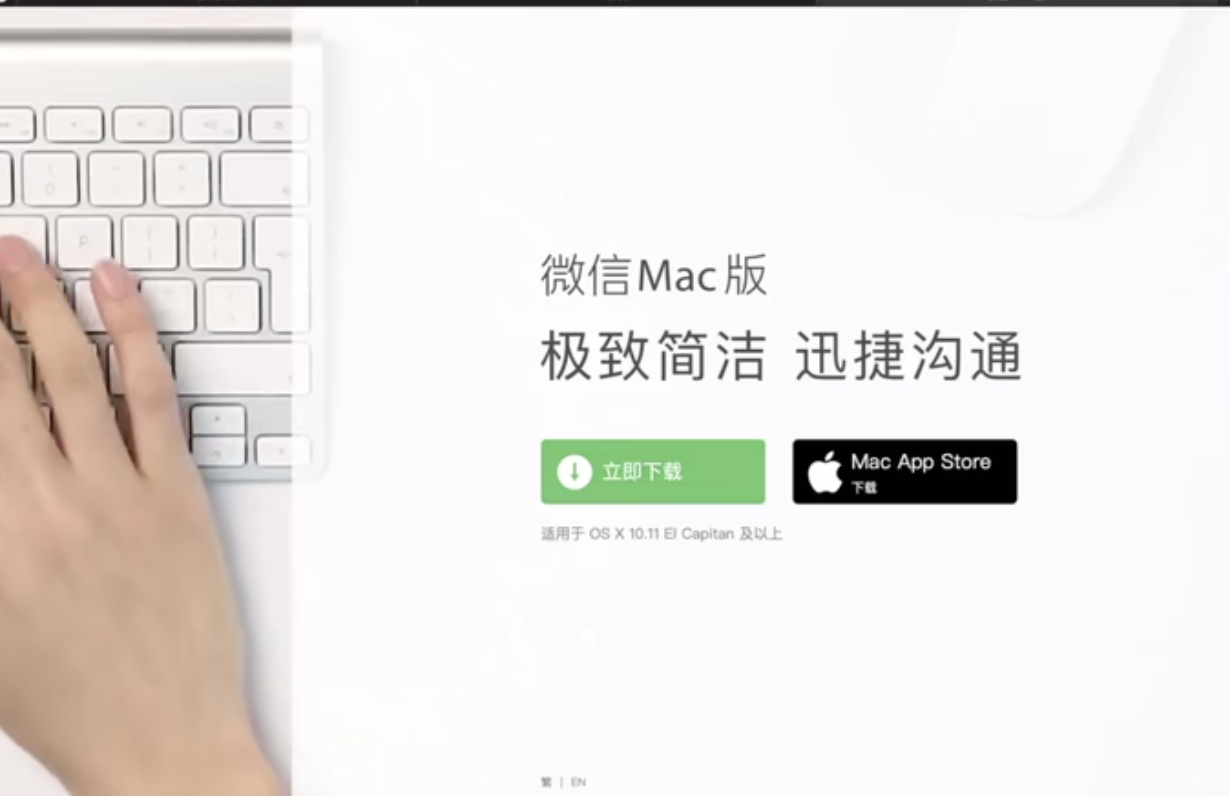 P
微信Mac版
极致简洁 迅捷沟通
立即下载
Mac App Store
下载
适用于 OS X 10.11 El Capitan 及以上
繁 | EN